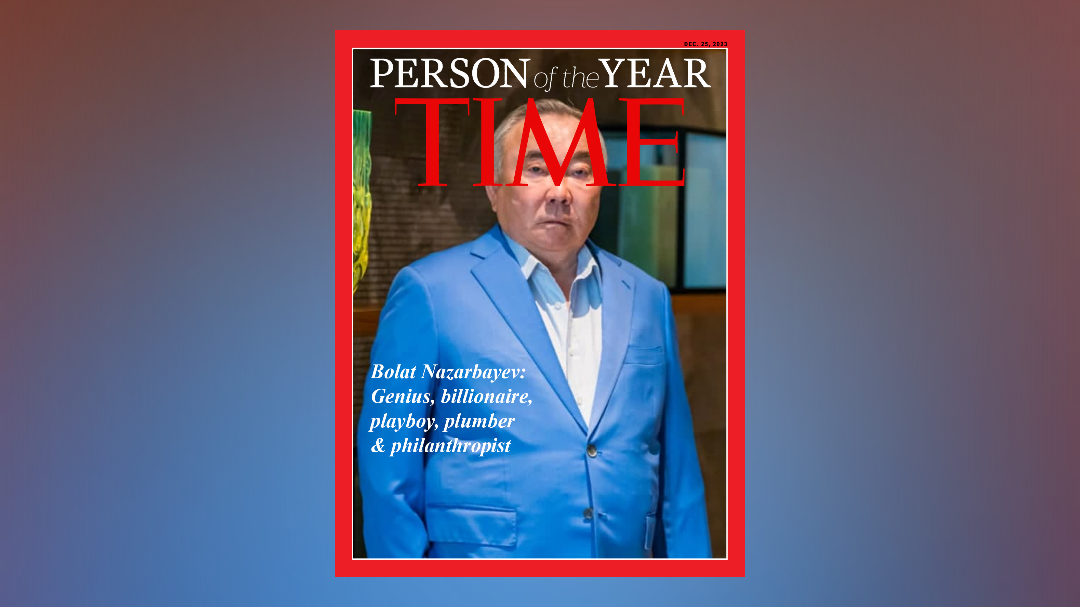 DEC. 25, 2023
PERSON of the YEAR
TIME
Bolat Nazarbayev:
Genius, billionaire,
playboy, plumber
& philanthropist